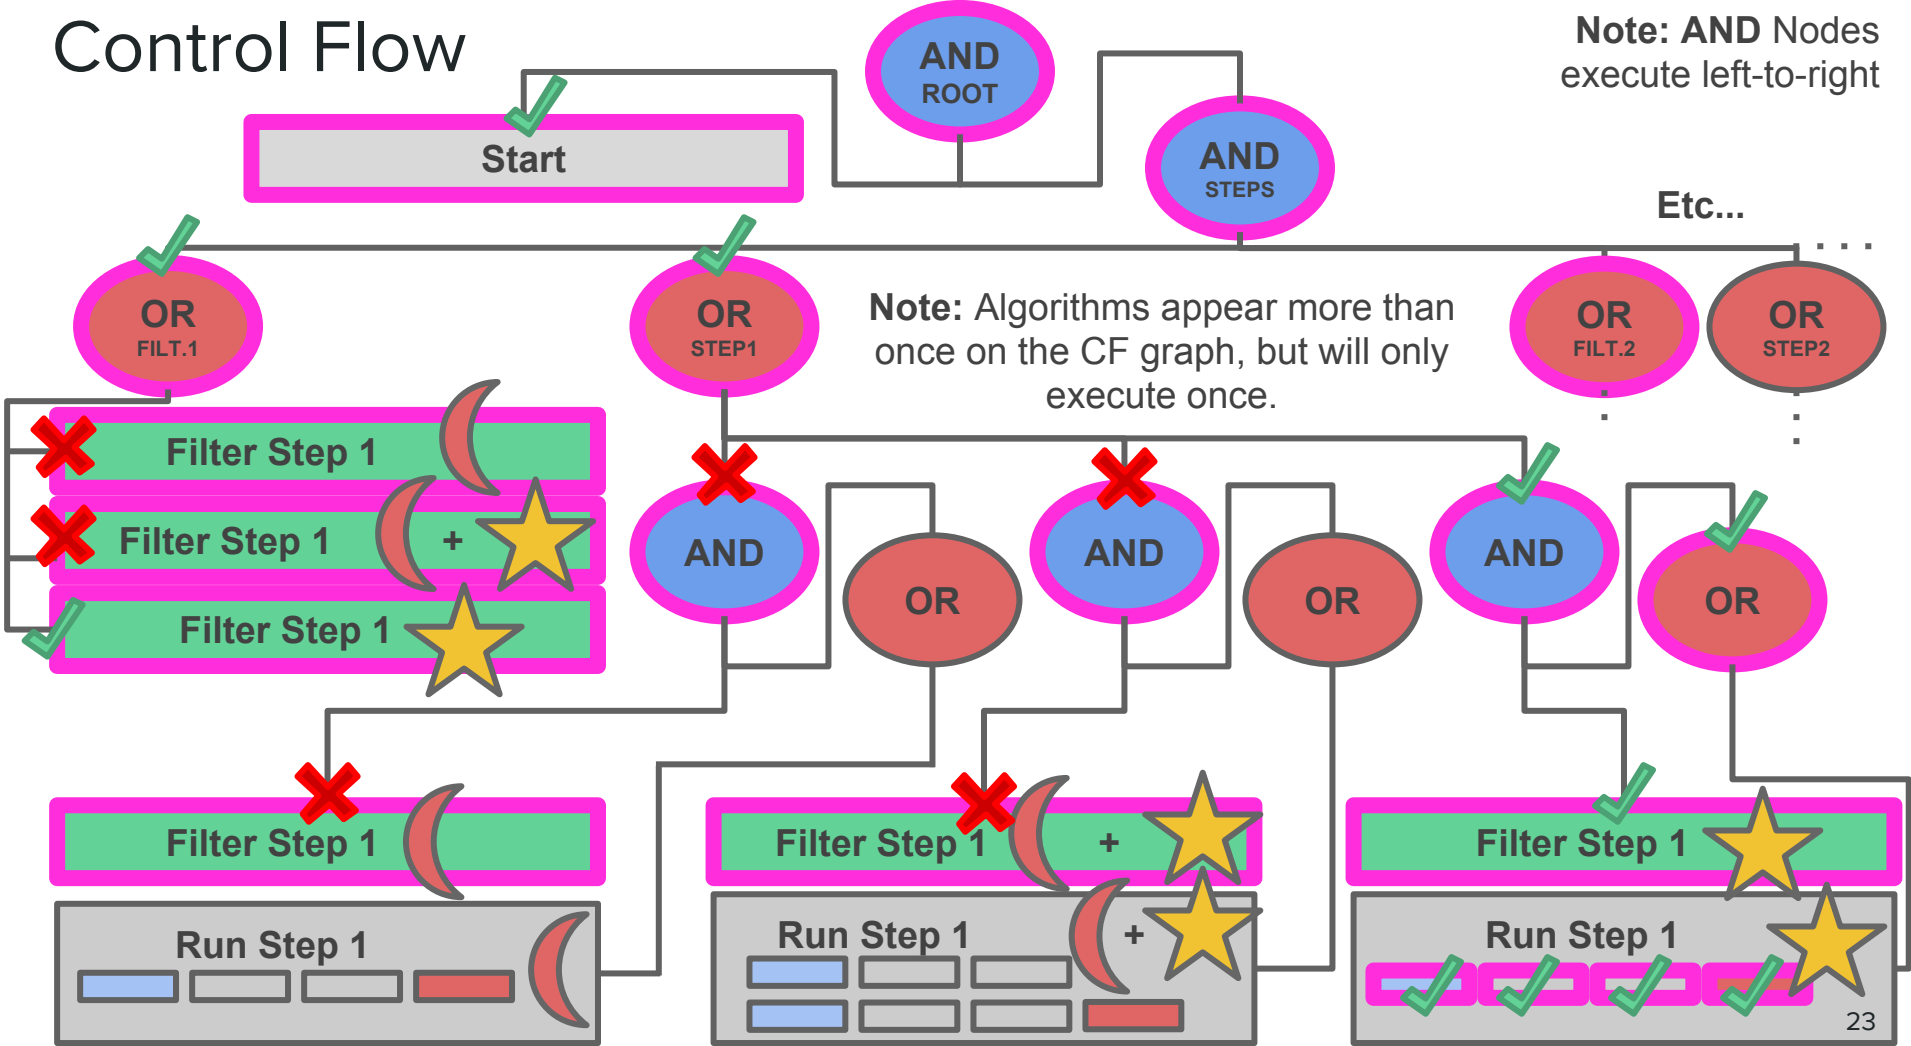 Control Flow
AND
ROOT
Note: AND Nodes
execute left-to-right
Start
AND
STEPS
Etc...
OR
FILT.1
OR
STEP1
Note: Algorithms appear more than
once on the CF graph, but will only
execute once.
OR
FILT.2
OR
STEP2
Filter Step 1
Filter Step 1 +
Filter Step 1
AND
OR
AND
OR
AND
OR
Filter Step 1
Filter Step 1 +
Filter Step 1
Run Step 1
Run Step 1 +
Run Step 1
23